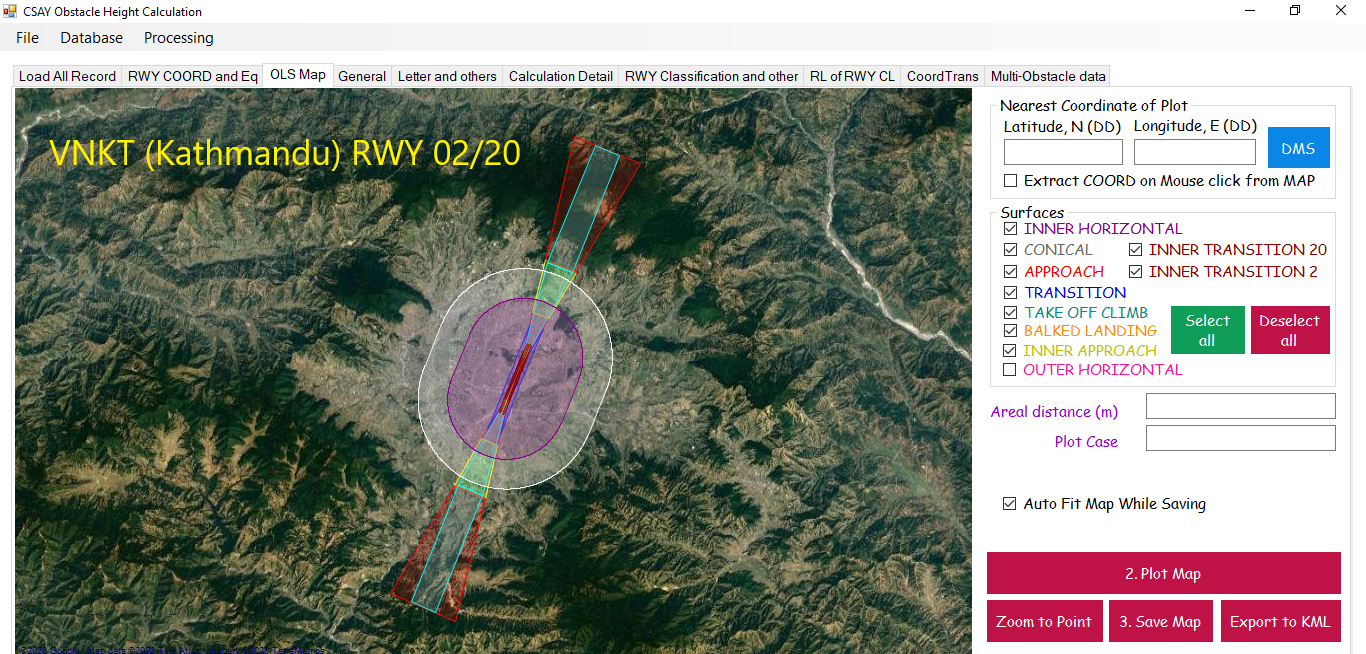 CSAY Obstacle Height Calculation
File Database Processing
Load All Record RWY COORD and Eq OLS Map General Letter and others Calculation Detail RWY Classification and other RL of RWY CL CoordTrans Multi-Obstacle data
VNKT (Kathmandu) RWY 02/20
Nearest Coordinate of Plot
Latitude, N (DD) Longitude, E (DD)
DMS
Extract COORD on Mouse click from MAP
Surfaces
INNER HORIZONTAL
CONICAL INNER TRANSITION 20
APPROACH INNER TRANSITION 2
TRANSITION
TAKE OFF CLIMB
BALKED LANDING
INNER APPROACH
OUTER HORIZONTAL
Select
all
Deselect
all
Areal distance (m)
Plot Case
Auto Fit Map While Saving
2. Plot Map
Zoom to Point 3. Save Map Export to KML